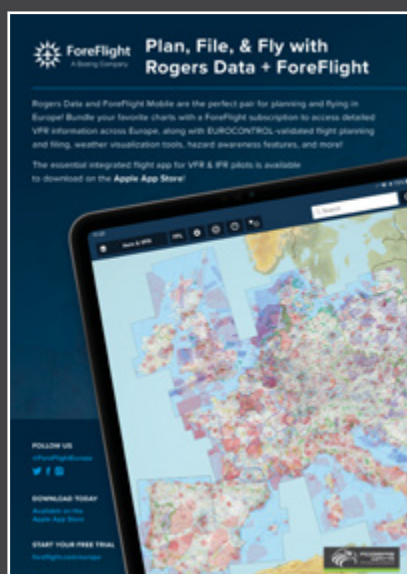 ForeFlight
A Boeing Company
Plan, File, & Fly with
Rogers Data + ForeFlight
Rogers Data and ForeFlight Mobile are the perfect pair for planning and flying in
Europe! Bundle your favorite charts with a ForeFlight subscription to access detailed
VFR information across Europe, along with EUROCONTROL-validated flight planning
and filing, weather visualization tools, hazard awareness features, and more!
The essential integrated flight app for VFR & IFR pilots is available
to download on the Apple App Store!
Aero & VFR
FPL
Search
FOLLOW US
@ForeFlightEurope
DOWNLOAD TODAY
Available on the
Apple App Store
START YOUR FREE TRIAL
foreflight.com/europe